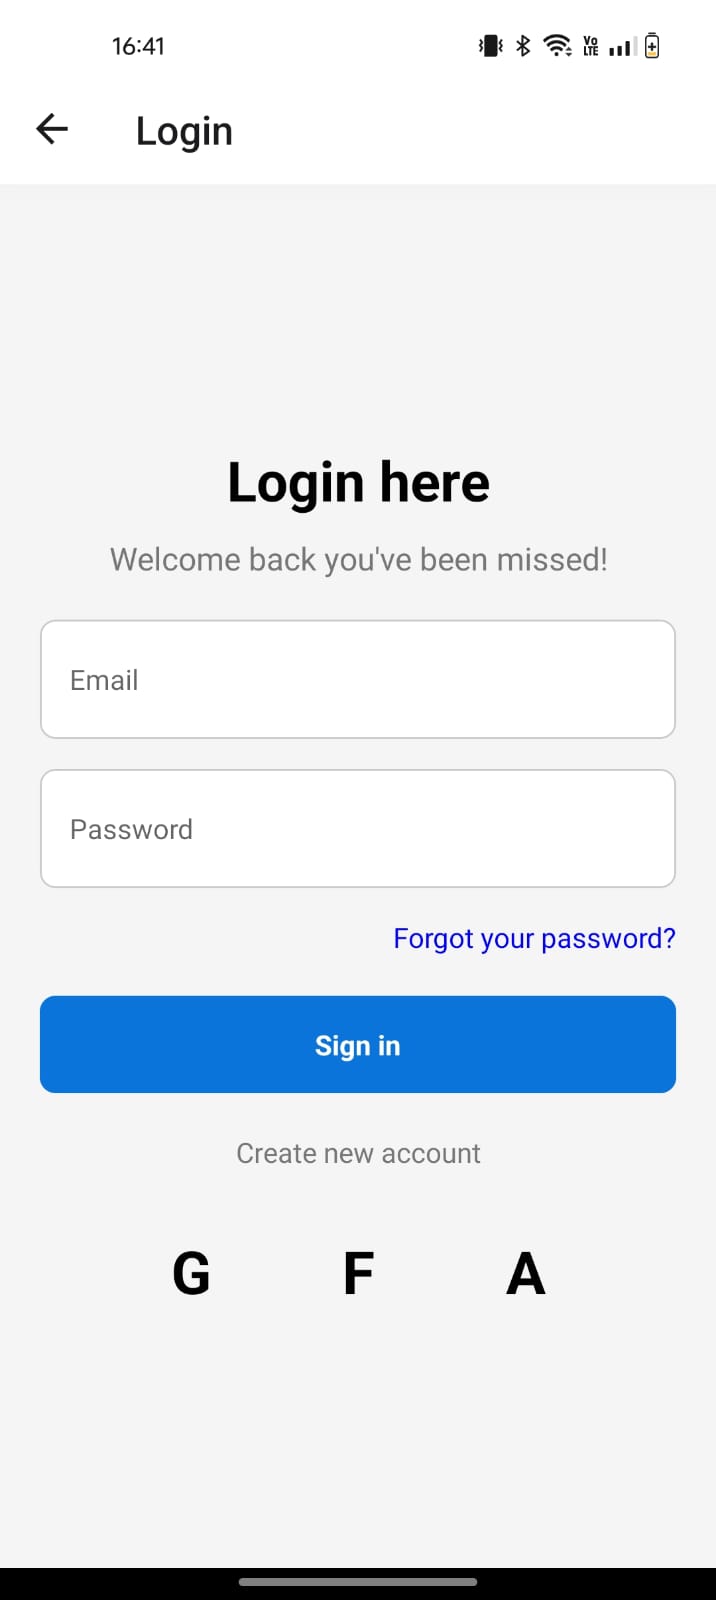 16:41
Vo
LTE
Login
Login here
Welcome back you've been missed!
Email
Password
Forgot your password?
Sign in
Create new account
G F A